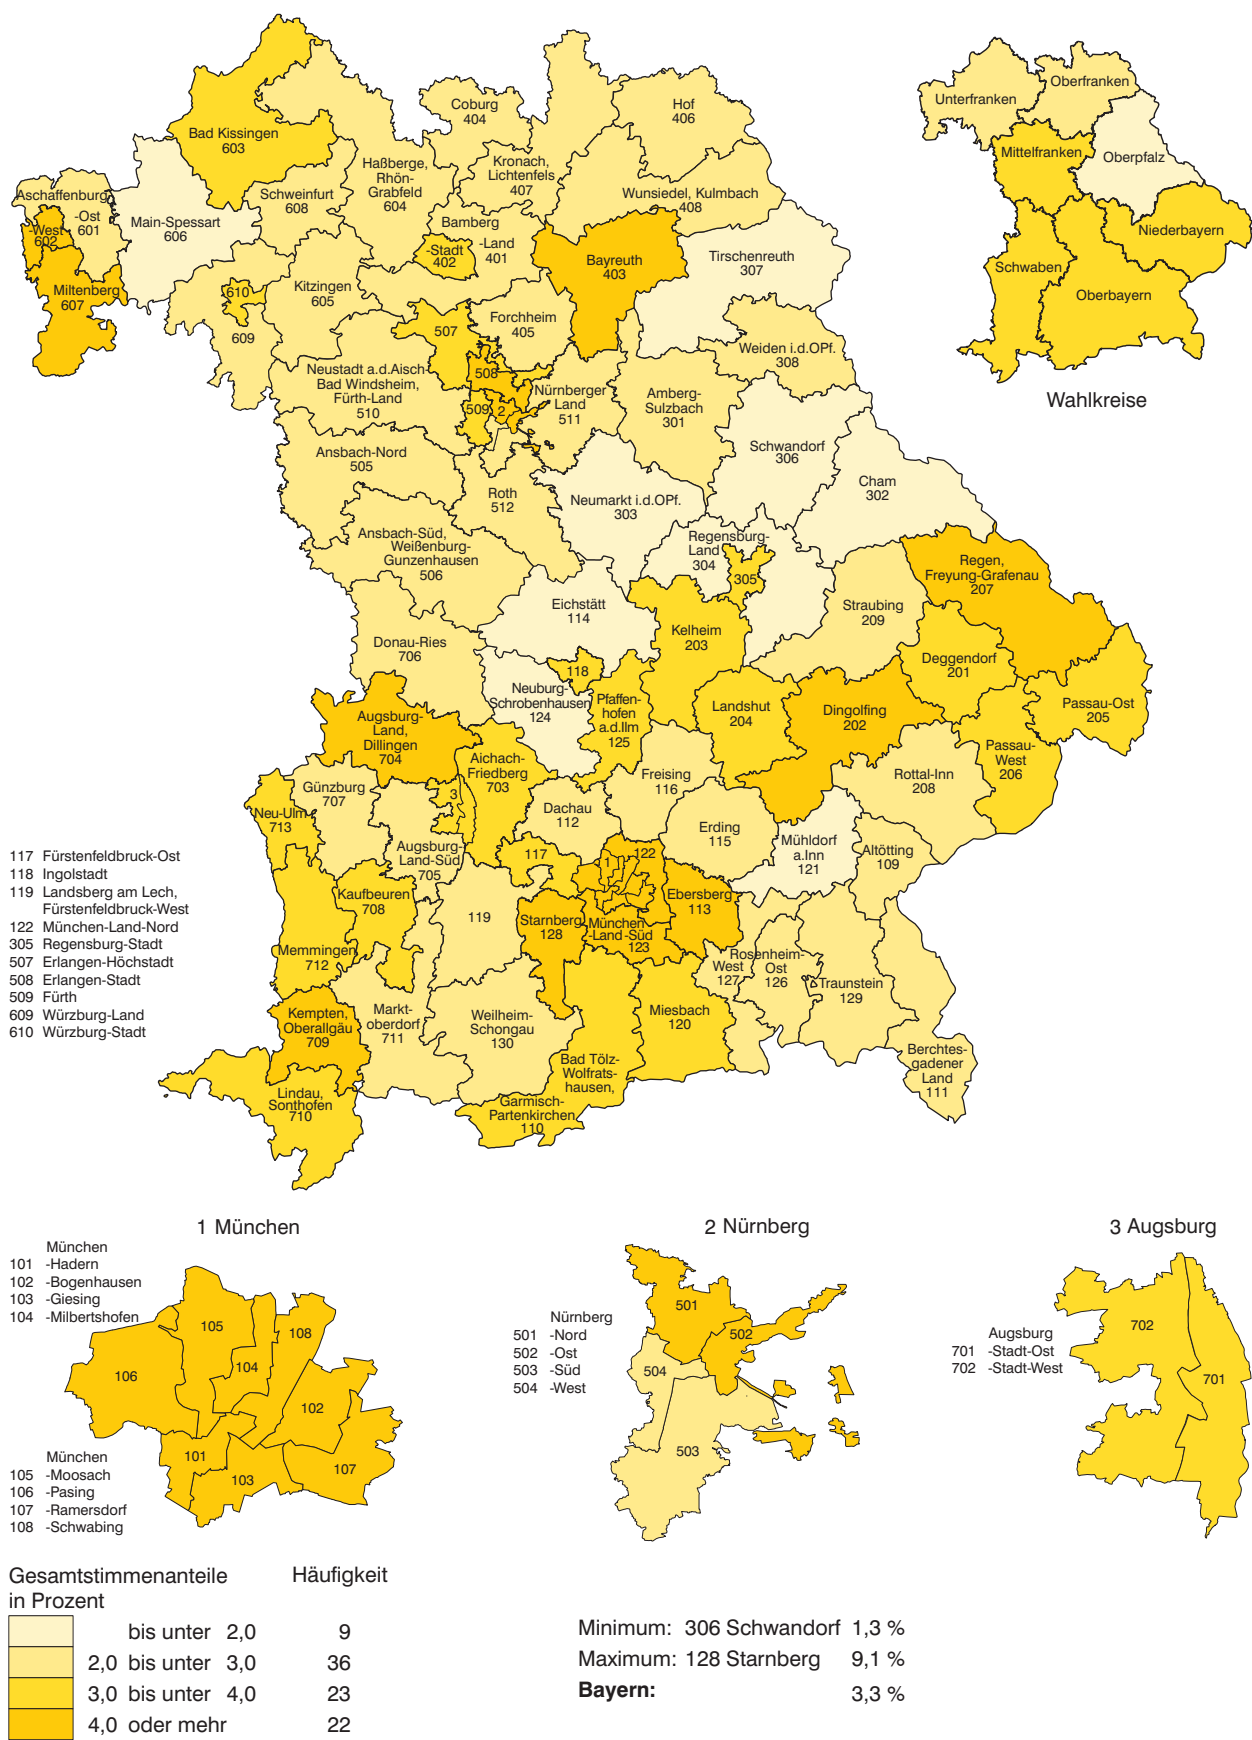 Bad Kissingen
603
Coburg
404
Hof
406
Haßberge,
Rhön-
Grabfeld
604
Kronach,
Lichtenfels
407
Wunsiedel, Kulmbach
408
Aschaffenburg
-Ost
601
-West
602
Main-Spessart
606
Schweinfurt
608
Bamberg
-Stadt
402
-Land
401
Bayreuth
403
Tirschenreuth
307
Miltenberg
607
610
Kitzingen
605
609
507
Forchheim
405
Weiden i.d.OPf.
308
Neustadt a.d.Aisch-
Bad Windsheim,
Fürth-Land
510
508
509
2
Nürnberger
Land
511
Amberg-
Sulzbach
301
Ansbach-Nord
505
Schwandorf
306
Cham
302
Roth
512
Neumarkt i.d.OPf.
303
Ansbach-Süd,
Weißenburg-
Gunzenhausen
506
Regensburg-
Land
304
305
Regen,
Freyung-Grafenau
207
Eichstätt
114
Straubing
209
Kelheim
203
Donau-Ries
706
118
Deggendorf
201
Neuburg-
Schrobenhausen
124
Pfaffen-
hofen
a.d.Ilm
125
Landshut
204
Dingolfing
202
Passau-Ost
205
Augsburg-
Land,
Dillingen
704
Passau-
West
206
Aichach-
Friedberg
703
Freising
116
Rottal-Inn
208
Günzburg
707
3
Dachau
112
Neu-Ulm
713
Erding
115
Mühldorf
a.Inn
121
Altötting
109
Augsburg-
Land-Süd
705
117
1
122
Kaufbeuren
708
119
Starnberg
128
München
-Land-Süd
123
Ebersberg
113
Memmingen
712
Rosenheim-
West
127
Ost
126
Traunstein
129
Kempten,
Oberallgäu
709
Markt-
oberdorf
711
Weilheim-
Schongau
130
Miesbach
120
Bad Tölz-
Wolfrats-
hausen,
Garmisch-
Partenkirchen
110
Berchtes-
gadener
Land
111
Lindau,
Sonthofen
710
Unterfranken
Oberfranken
Mittelfranken
Oberpfalz
Niederbayern
Schwaben
Oberbayern
Wahlkreise
117 Fürstenfeldbruck-Ost
118 Ingolstadt
119 Landsberg am Lech,
Fürstenfeldbruck-West
122 München-Land-Nord
305 Regensburg-Stadt
507 Erlangen-Höchstadt
508 Erlangen-Stadt
509 Fürth
609 Würzburg-Land
610 Würzburg-Stadt
1 München
München
101 -Hadern
102 -Bogenhausen
103 -Giesing
104 -Milbertshofen
105
108
104
106
102
101
103
107
München
105 -Moosach
106 -Pasing
107 -Ramersdorf
108 -Schwabing
2 Nürnberg
Nürnberg
501 -Nord
502 -Ost
503 -Süd
504 -West
501
502
504
503
3 Augsburg
Augsburg
701 -Stadt-Ost
702 -Stadt-West
702
701
Gesamtstimmenanteile
in Prozent
Häufigkeit
bis unter 2,0 9
2,0 bis unter 3,0 36
3,0 bis unter 4,0 23
4,0 oder mehr 22
Minimum: 306 Schwandorf 1,3 %
Maximum: 128 Starnberg 9,1 %
Bayern: 3,3 %